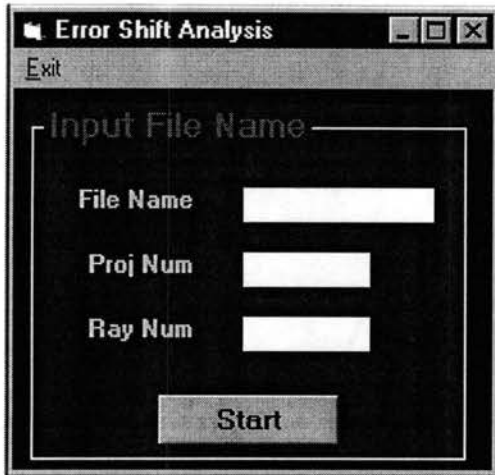 Error Shift Analysis
Exit
Input File Name
File Name
Proj Num
Ray Num
Start